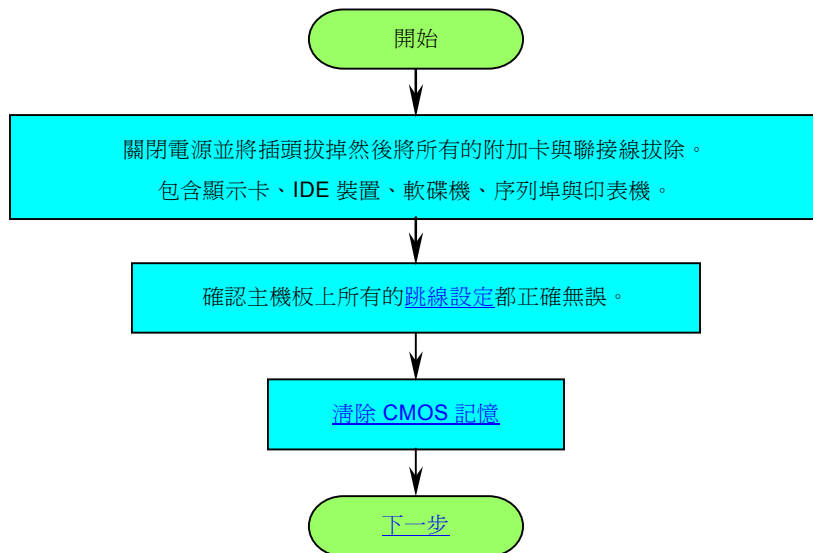 開始
關閉電源並將插頭拔掉然後將所有的附加卡與聯接線拔除。
包含顯示卡、IDE 裝置、軟碟機、序列埠與印表機。
確認主機板上所有的跳線設定都正確無誤。
清除 CMOS 記憶
下一步